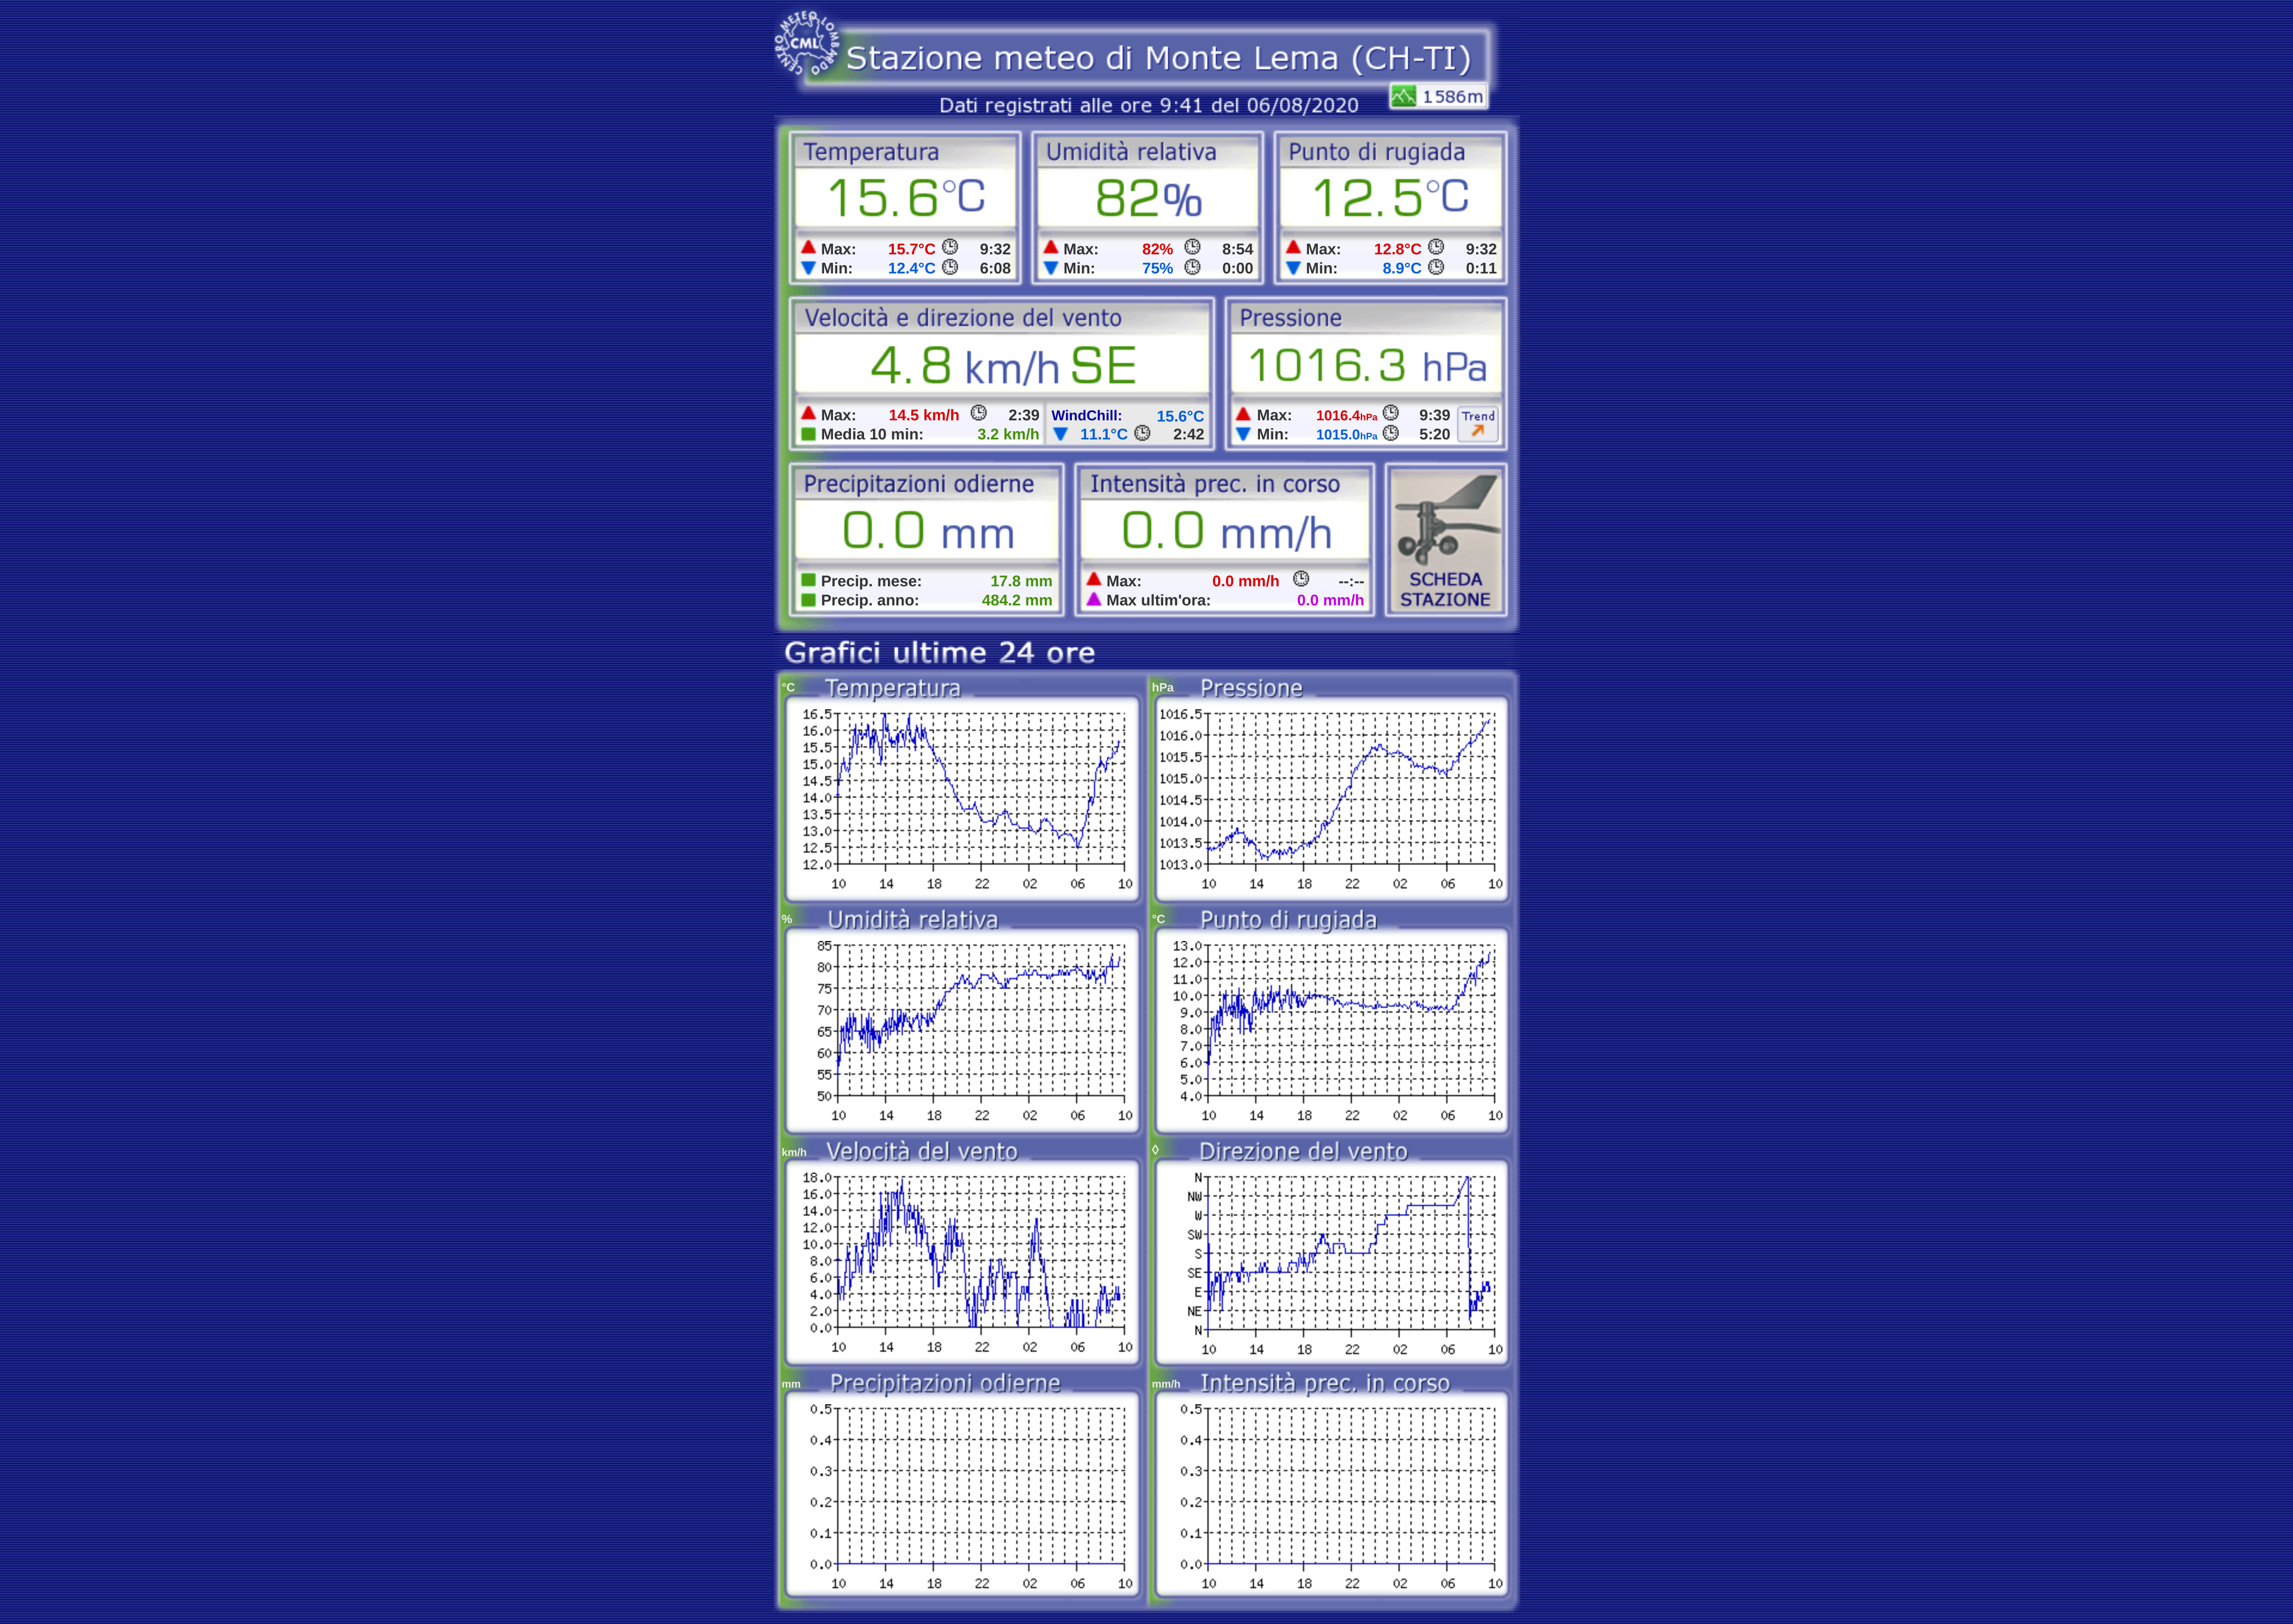 CENTRO METEO LOMBARDO
CML
Stazione meteo di Monte Lema (CH-TI)
Dati registrati alle ore 9:41 del 06/08/2020
1586m
Temperatura
15.6°C
Max: 15.7°C 9:32
Min: 12.4°C 6:08
Umidità relativa
82%
Max: 82% 8:54
Min: 75% 0:00
Punto di rugiada
12.5°C
Max: 12.8°C 9:32
Min: 8.9°C 0:11
Velocità e direzione del vento
4.8 km/h SE
Max: 14.5 km/h 2:39
Media 10 min: 3.2 km/h
WindChill: 15.6°C
11.1°C 2:42
Pressione
1016.3 hPa
Max: 1016.4hPa 9:39
Min: 1015.0hPa 5:20
Trend
Precipitazioni odierne
0.0 mm
Precip. mese: 17.8 mm
Precip. anno: 484.2 mm
Intensità prec. in corso
0.0 mm/h
Max: 0.0 mm/h --:--
Max ultim'ora: 0.0 mm/h
SCHEDA
STAZIONE
Grafici ultime 24 ore
°C Temperatura
16.5
16.0
15.5
15.0
14.5
14.0
13.5
13.0
12.5
12.0
10 14 18 22 02 06 10
hPa Pressione
1016.5
1016.0
1015.5
1015.0
1014.5
1014.0
1013.5
1013.0
10 14 18 22 02 06 10
% Umidità relativa
85
80
75
70
65
60
55
50
10 14 18 22 02 06 10
°C Punto di rugiada
13.0
12.0
11.0
10.0
9.0
8.0
7.0
6.0
5.0
4.0
10 14 18 22 02 06 10
km/h Velocità del vento
18.0
16.0
14.0
12.0
10.0
8.0
6.0
4.0
2.0
0.0
10 14 18 22 02 06 10
◊ Direzione del vento
N
NW
W
SW
S
SE
E
NE
N
10 14 18 22 02 06 10
mm Precipitazioni odierne
0.5
0.4
0.3
0.2
0.1
0.0
10 14 18 22 02 06 10
mm/h Intensità prec. in corso
0.5
0.4
0.3
0.2
0.1
0.0
10 14 18 22 02 06 10